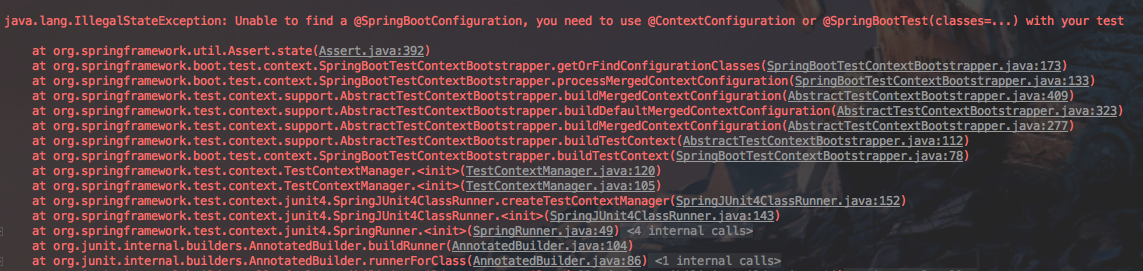 java.lang.IllegalStateException: Unable to find a @SpringBootConfiguration, you need to use @ContextConfiguration or @SpringBootTest(classes=...) with your test
at org.springframework.util.Assert.state(Assert.java:392)
at org.springframework.boot.test.context.SpringBootTestContextBootstrapper.getOrFindConfigurationClasses(SpringBootTestContextBootstrapper.java:173)
at org.springframework.boot.test.context.SpringBootTestContextBootstrapper.processMergedContextConfiguration(SpringBootTestContextBootstrapper.java:133)
at org.springframework.test.context.support.AbstractTestContextBootstrapper.buildMergedContextConfiguration(AbstractTestContextBootstrapper.java:409)
at org.springframework.test.context.support.AbstractTestContextBootstrapper.buildDefaultMergedContextConfiguration(AbstractTestContextBootstrapper.java:323)
at org.springframework.test.context.support.AbstractTestContextBootstrapper.buildMergedContextConfiguration(AbstractTestContextBootstrapper.java:277)
at org.springframework.test.context.support.AbstractTestContextBootstrapper.buildTestContext(AbstractTestContextBootstrapper.java:112)
at org.springframework.boot.test.context.SpringBootTestContextBootstrapper.buildTestContext(SpringBootTestContextBootstrapper.java:78)
at org.springframework.test.context.TestContextManager.<init>(TestContextManager.java:120)
at org.springframework.test.context.TestContextManager.<init>(TestContextManager.java:105)
at org.springframework.test.context.junit4.SpringJUnit4ClassRunner.createTestContextManager(SpringJUnit4ClassRunner.java:152)
at org.springframework.test.context.junit4.SpringJUnit4ClassRunner.<init>(SpringJUnit4ClassRunner.java:143)
at org.springframework.test.context.junit4.SpringRunner.<init>(SpringRunner.java:49) <4 internal calls>
at org.junit.internal.builders.AnnotatedBuilder.buildRunner(AnnotatedBuilder.java:104)
at org.junit.internal.builders.AnnotatedBuilder.runnerForClass(AnnotatedBuilder.java:86) <1 internal calls>